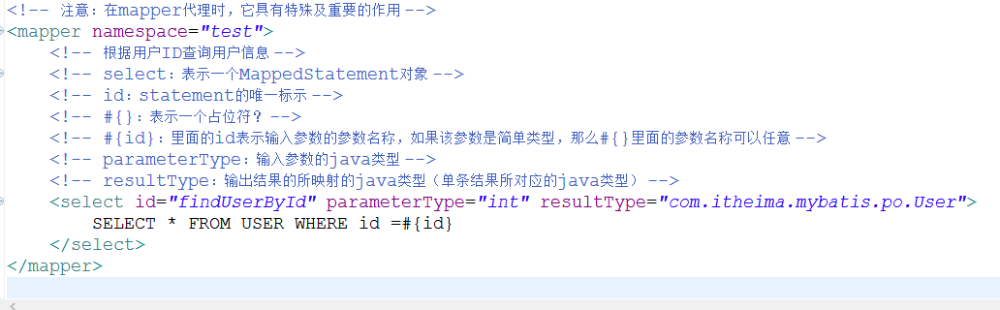 <!-- 注意：在mapper代理时，它具有特殊及重要的作用 -->
<mapper namespace="test">
<!-- 根据用户ID查询用户信息 -->
<!-- select：表示一个MappedStatement对象 -->
<!-- id：statement的唯一标示 -->
<!-- #{}：表示一个占位符？ -->
<!-- #{id}：里面的id表示输入参数的参数名称，如果该参数是简单类型，那么#{}里面的参数名称可以任意 -->
<!-- parameterType：输入参数的java类型 -->
<!-- resultType：输出结果的所映射的java类型（单条结果所对应的java类型） -->
<select id="findUserById" parameterType="int" resultType="com.itheima.mybatis.po.User">
SELECT * FROM USER WHERE id =#{id}
</select>
</mapper>